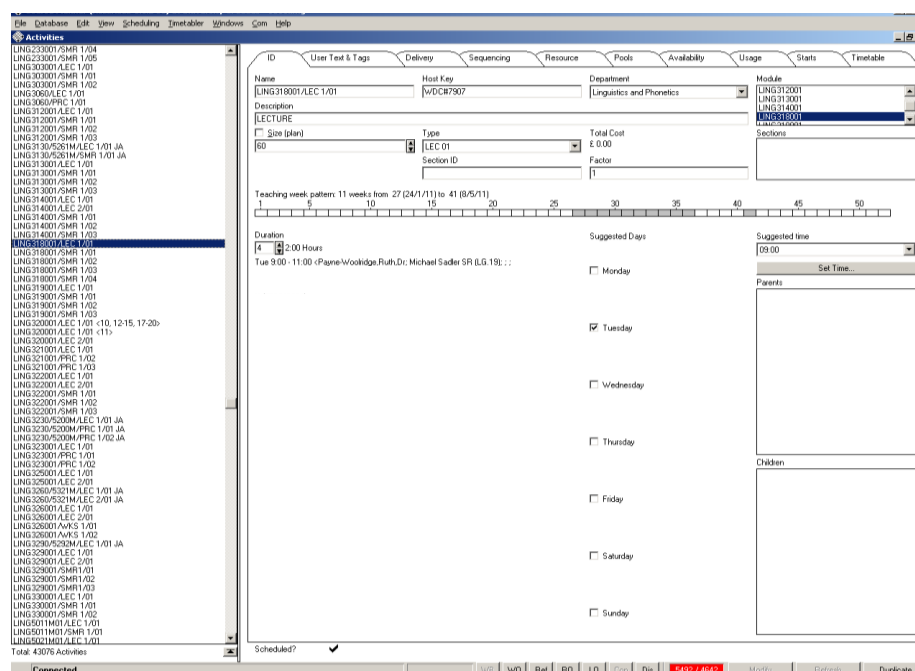 File Database Edit View Scheduling Timetabler Windows Com Help
Activities
LING233001/SMR 1/04
LING233001/SMR 1/05
LING303001/LEC 1/01
LING303001/SMR 1/01
LING303001/SMR 1/02
LING3060/LEC 1/01
LING3060/PRC 1/01
LING312001/LEC 1/01
LING312001/SMR 1/01
LING312001/SMR 1/02
LING312001/SMR 1/03
LING3130/5261M/LEC 1/01 JA
LING3130/5261M/SMR 1/01 JA
LING313001/LEC 1/01
LING313001/SMR 1/01
LING313001/SMR 1/02
LING313001/SMR 1/03
LING314001/LEC 1/01
LING314001/LEC 2/01
LING314001/SMR 1/01
LING314001/SMR 1/02
LING314001/SMR 1/03
LING318001/LEC 1/01
LING318001/SMR 1/01
LING318001/SMR 1/02
LING318001/SMR 1/03
LING318001/SMR 1/04
LING319001/LEC 1/01
LING319001/SMR 1/01
LING319001/SMR 1/02
LING319001/SMR 1/03
LING320001/LEC 1/01 <10, 12-15, 17-20>
LING320001/LEC 1/01 <11>
LING320001/LEC 2/01
LING321001/LEC 1/01
LING321001/PRC 1/02
LING321001/PRC 1/03
LING322001/LEC 1/01
LING322001/LEC 2/01
LING322001/SMR 1/01
LING322001/SMR 1/02
LING322001/SMR 1/03
LING3230/5200M/LEC 1/01 JA
LING3230/5200M/PRC 1/01 JA
LING3230/5200M/PRC 1/02 JA
LING323001/LEC 1/01
LING323001/PRC 1/01
LING323001/PRC 1/02
LING325001/LEC 1/01
LING325001/LEC 2/01
LING3260/5321M/LEC 1/01 JA
LING3260/5321M/LEC 2/01 JA
LING326001/LEC 1/01
LING326001/LEC 2/01
LING326001/WKS 1/01
LING326001/WKS 1/02
LING3290/5292M/LEC 1/01 JA
LING329001/LEC 1/01
LING329001/LEC 2/01
LING329001/SMR1/01
LING329001/SMR1/02
LING329001/SMR1/03
LING330001/LEC 1/01
LING330001/SMR 1/01
LING330001/SMR 1/02
LING5011M01/LEC 1/01
LING5011M01/SMR 1/01
LING5021M01/LEC 1/01
Total: 43076 Activities
ID User Text & Tags Delivery Sequencing Resource Pools Availability Usage Starts Timetable
Name Host Key Department Module
LING318001/LEC 1/01 WDC#7907 Linguistics and Phonetics
LING312001
LING313001
LING314001
LING318001
Description
LECTURE
Size (plan) Type Total Cost Sections
60 LEC 01 £ 0.00
Section ID Factor
1
Teaching week pattern: 11 weeks from 27 (24/1/11) to 41 (8/5/11)
1 5 10 15 20 25 30 35 40 45 50
Duration Suggested Days Suggested time
4 2:00 Hours 09:00
Tue 9:00 - 11:00 <Payne-Woolridge,Ruth,Dr; Michael Sadler SR (LG.19); ; ;
Set Time...
Monday
Parents
Tuesday
Wednesday
Thursday
Children
Friday
Saturday
Sunday
Scheduled?
Connected WS WO Ref RO LO Con Dis 5492 / 4642 Modify Refresh Duplicate